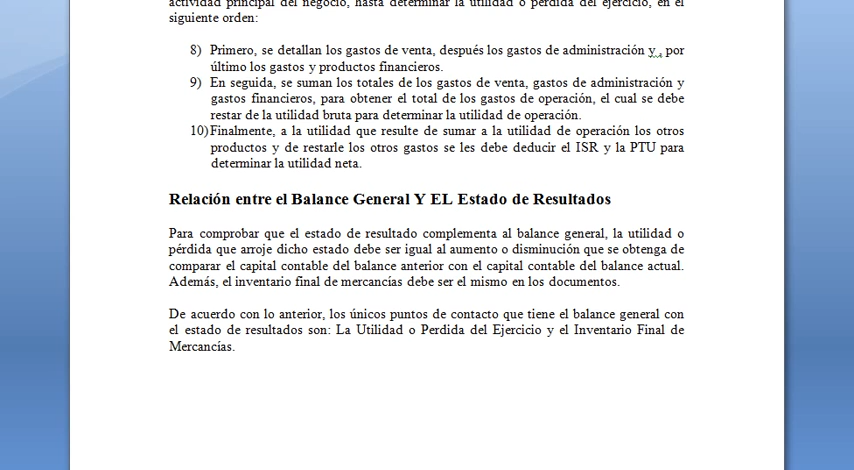 actividad principal del negocio, hasta determinar la utilidad o pérdida del ejercicio, en el
siguiente orden:
8) Primero, se detallan los gastos de venta, después los gastos de administración y , por
último los gastos y productos financieros.
9) En seguida, se suman los totales de los gastos de venta, gastos de administración y
gastos financieros, para obtener el total de los gastos de operación, el cual se debe
restar de la utilidad bruta para determinar la utilidad de operación.
10)Finalmente, a la utilidad que resulte de sumar a la utilidad de operación los otros
productos y de restarle los otros gastos se les debe deducir el ISR y la PTU para
determinar la utilidad neta.
Relación entre el Balance General Y EL Estado de Resultados
Para comprobar que el estado de resultado complementa al balance general, la utilidad o
pérdida que arroje dicho estado debe ser igual al aumento o disminución que se obtenga de
comparar el capital contable del balance anterior con el capital contable del balance actual.
Además, el inventario final de mercancías debe ser el mismo en los documentos.
De acuerdo con lo anterior, los únicos puntos de contacto que tiene el balance general con
el estado de resultados son: La Utilidad o Perdida del Ejercicio y el Inventario Final de
Mercancías.